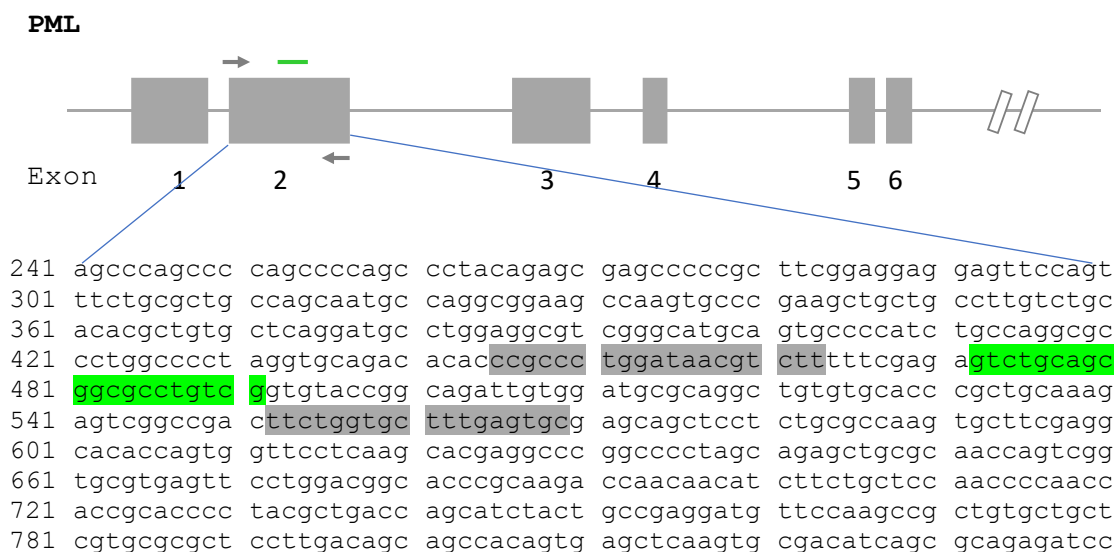 PML
Exon 1 2 3 4 5 6
241 agcccagccc cagccccagc cctacagagc gagcccccgc ttcggaggag gagttccagt
301 ttctgcgctg ccagcaatgc caggcggaag ccaagtgccc gaagctgctg ccttgtctgc
361 acacgctgtg ctcaggatgc ctggaggcgt cgggcatgca gtgccccatc tgccaggcgc
421 cctggcccct aggtgcagac acacccgccc tggataacgt ctttttcgag agtctgcagc
481 ggcgcctgtc ggtgtaccgg cagattgtgg atgcgcaggc tgtgtgcacc cgctgcaaag
541 agtcggccga cttctggtgc tttgagtgcg agcagctcct ctgcgccaag tgcttcgagg
601 cacaccagtg gttcctcaag cacgaggccc ggcccctagc agagctgcgc aaccagtcgg
661 tgcgtgagtt cctggacggc acccgcaaga ccaacaacat cttctgctcc aaccccaacc
721 accgcacccc tacgctgacc agcatctact gccgaggatg ttccaagccg ctgtgctgct
781 cgtgcgcgct ccttgacagc agccacagtg agctcaagtg cgacatcagc gcagagatcc